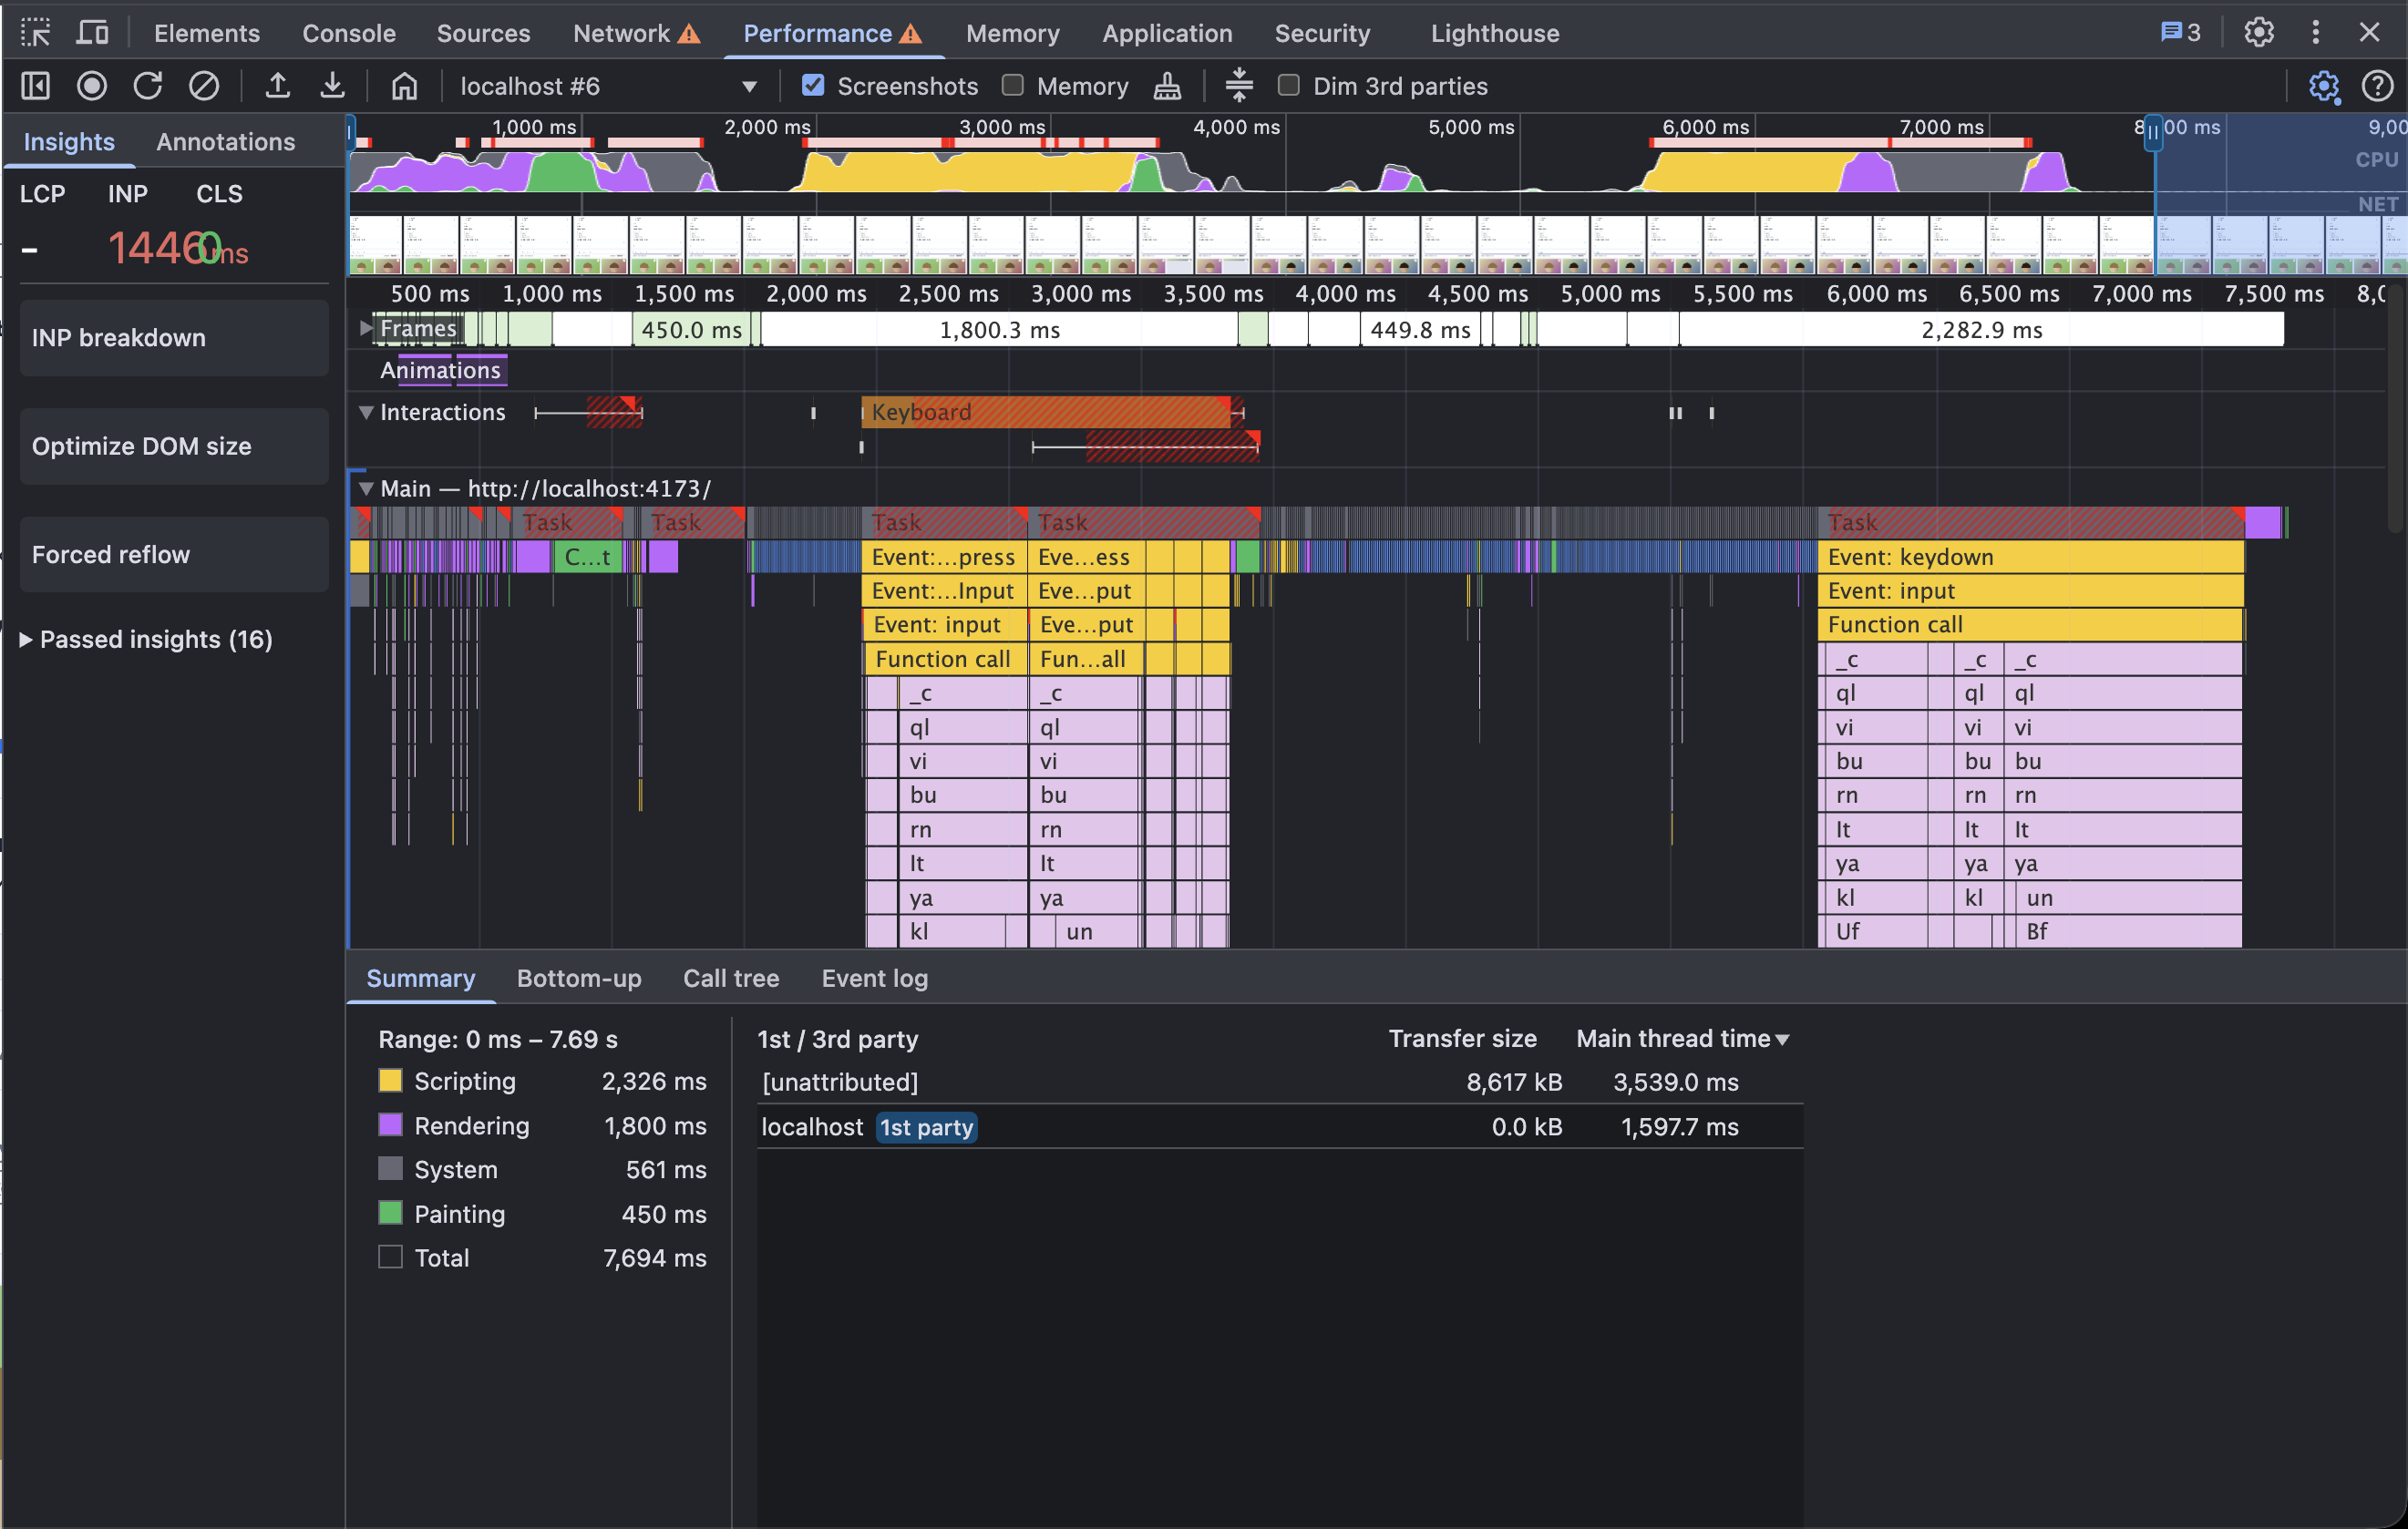 Elements Console Sources Network Performance Memory Application Security Lighthouse 3
localhost #6 Screenshots Memory Dim 3rd parties
Insights Annotations
LCP INP CLS
- 1446 ms 0
INP breakdown
Optimize DOM size
Forced reflow
Passed insights (16)
1,000 ms 2,000 ms 3,000 ms 4,000 ms 5,000 ms 6,000 ms 7,000 ms 8 00 ms 9,00
CPU
NET
500 ms 1,000 ms 1,500 ms 2,000 ms 2,500 ms 3,000 ms 3,500 ms 4,000 ms 4,500 ms 5,000 ms 5,500 ms 6,000 ms 6,500 ms 7,000 ms 7,500 ms 8,0
Frames 450.0 ms 1,800.3 ms 449.8 ms 2,282.9 ms
Animations
Interactions Keyboard
Main — http://localhost:4173/
Task Task Task Task Task
C...t Event:...press Eve...ess Event: keydown
Event:...Input Eve...put Event: input
Event: input Eve...put Function call
Function call Fun...all _c _c _c
_c _c ql ql ql
ql ql vi vi vi
vi vi bu bu bu
bu bu rn rn rn
rn rn lt lt lt
lt lt ya ya ya
ya ya kl kl un
kl un Uf Bf
Summary Bottom-up Call tree Event log
Range: 0 ms – 7.69 s
Scripting 2,326 ms
Rendering 1,800 ms
System 561 ms
Painting 450 ms
Total 7,694 ms
1st / 3rd party Transfer size Main thread time
[unattributed] 8,617 kB 3,539.0 ms
localhost 1st party 0.0 kB 1,597.7 ms